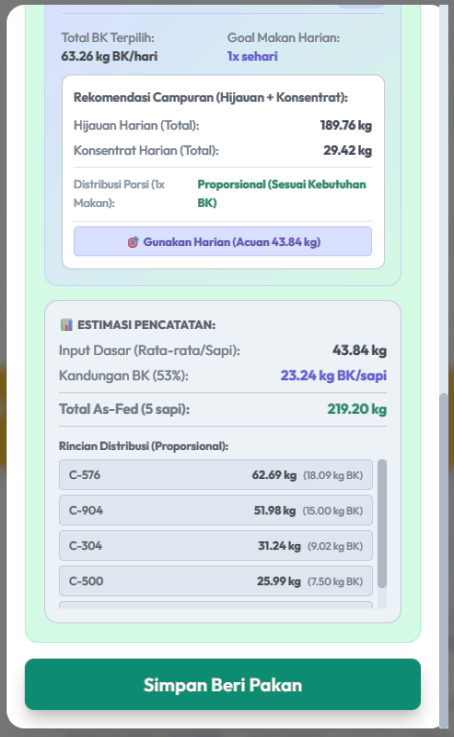 Total BK Terpilih:
Goal Makan Harian:
63.26 kg BK/hari
1x sehari
Rekomendasi Campuran (Hijauan + Konsentrat):
Hijauan Harian (Total): 189.76 kg
Konsentrat Harian (Total): 29.42 kg
Distribusi Porsi (1x Makan):
Proporsional (Sesuai Kebutuhan BK)
🎯 Gunakan Harian (Acuan 43.84 kg)
📊 ESTIMASI PENCATATAN:
Input Dasar (Rata-rata/Sapi): 43.84 kg
Kandungan BK (53%): 23.24 kg BK/sapi
Total As-Fed (5 sapi): 219.20 kg
Rincian Distribusi (Proporsional):
C-576 62.69 kg (18.09 kg BK)
C-904 51.98 kg (15.00 kg BK)
C-304 31.24 kg (9.02 kg BK)
C-500 25.99 kg (7.50 kg BK)
Simpan Beri Pakan